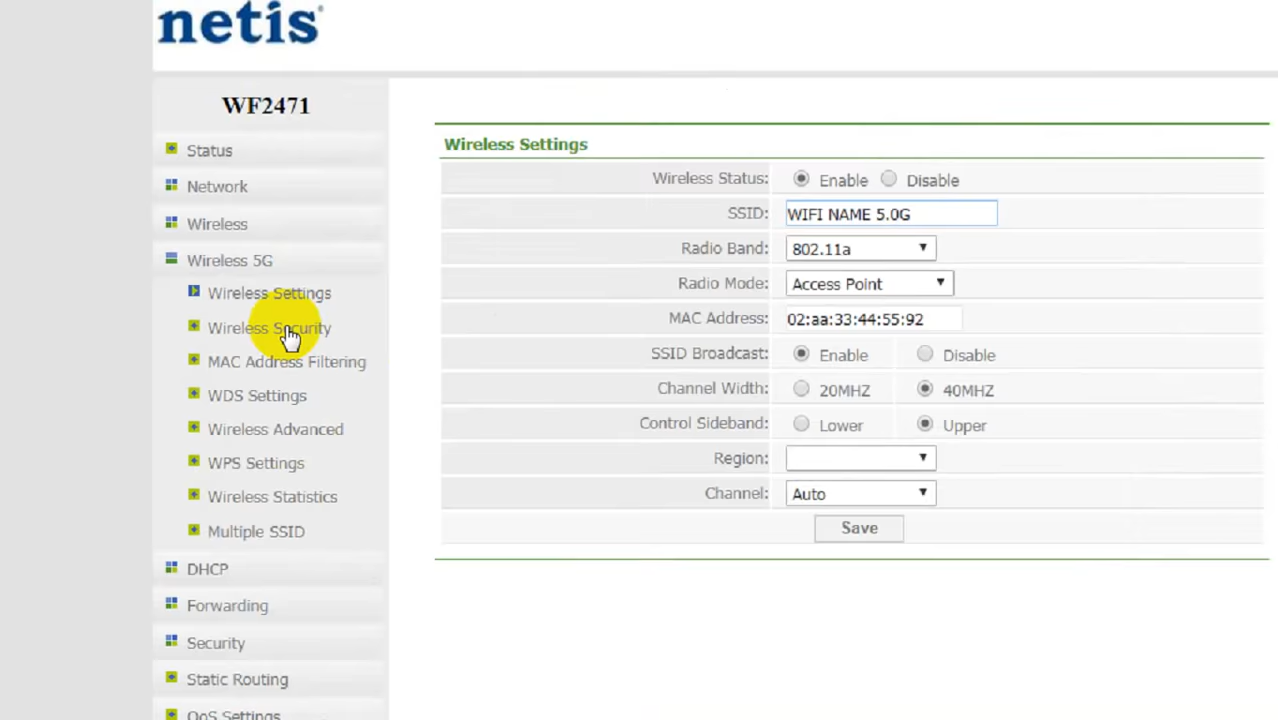 netis
WF2471
Status
Network
Wireless
Wireless 5G
Wireless Settings
Wireless Security
MAC Address Filtering
WDS Settings
Wireless Advanced
WPS Settings
Wireless Statistics
Multiple SSID
DHCP
Forwarding
Security
Static Routing
QoS Settings
Wireless Settings
Wireless Status: Enable Disable
SSID: WIFI NAME 5.0G
Radio Band: 802.11a
Radio Mode: Access Point
MAC Address: 02:aa:33:44:55:92
SSID Broadcast: Enable Disable
Channel Width: 20MHZ 40MHZ
Control Sideband: Lower Upper
Region:
Channel: Auto
Save